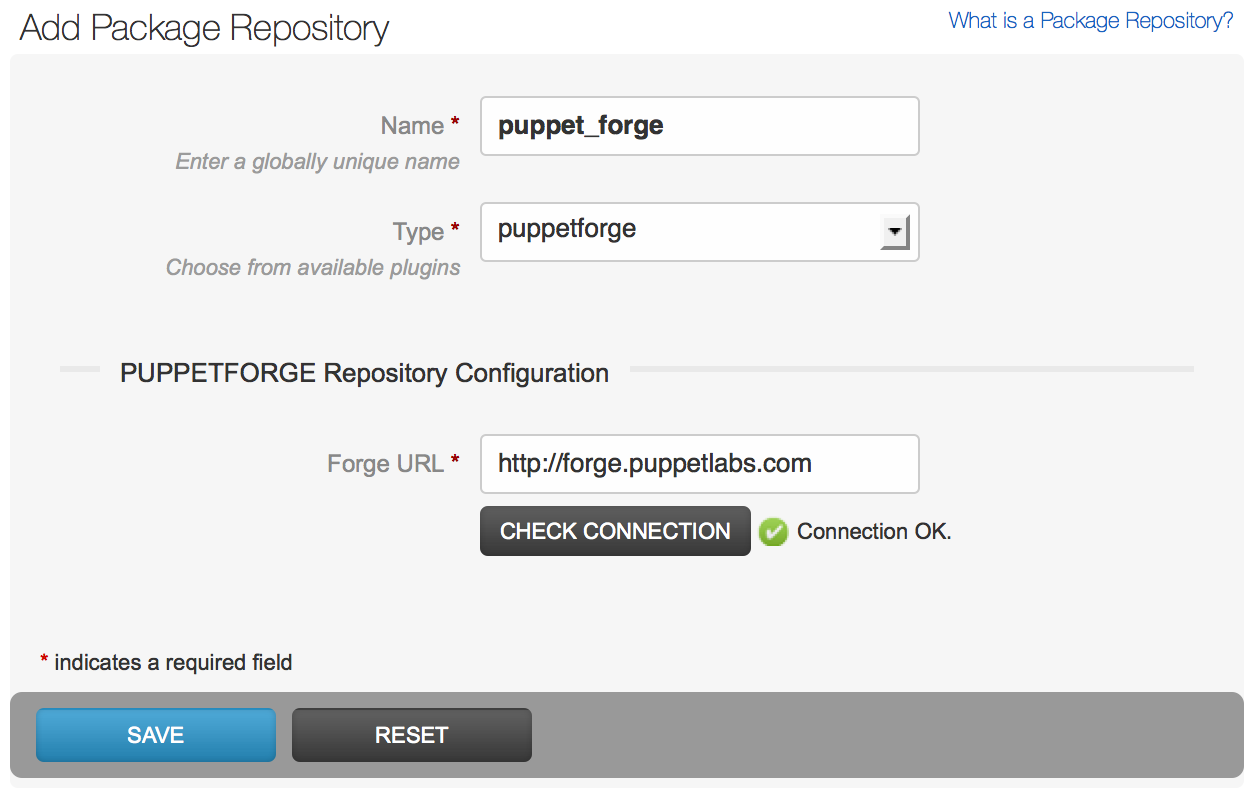 Add Package Repository
What is a Package Repository?
Name *
puppet_forge
Enter a globally unique name
Type *
puppetforge
Choose from available plugins
PUPPETFORGE Repository Configuration
Forge URL *
http://forge.puppetlabs.com
CHECK CONNECTION
Connection OK.
* indicates a required field
SAVE
RESET